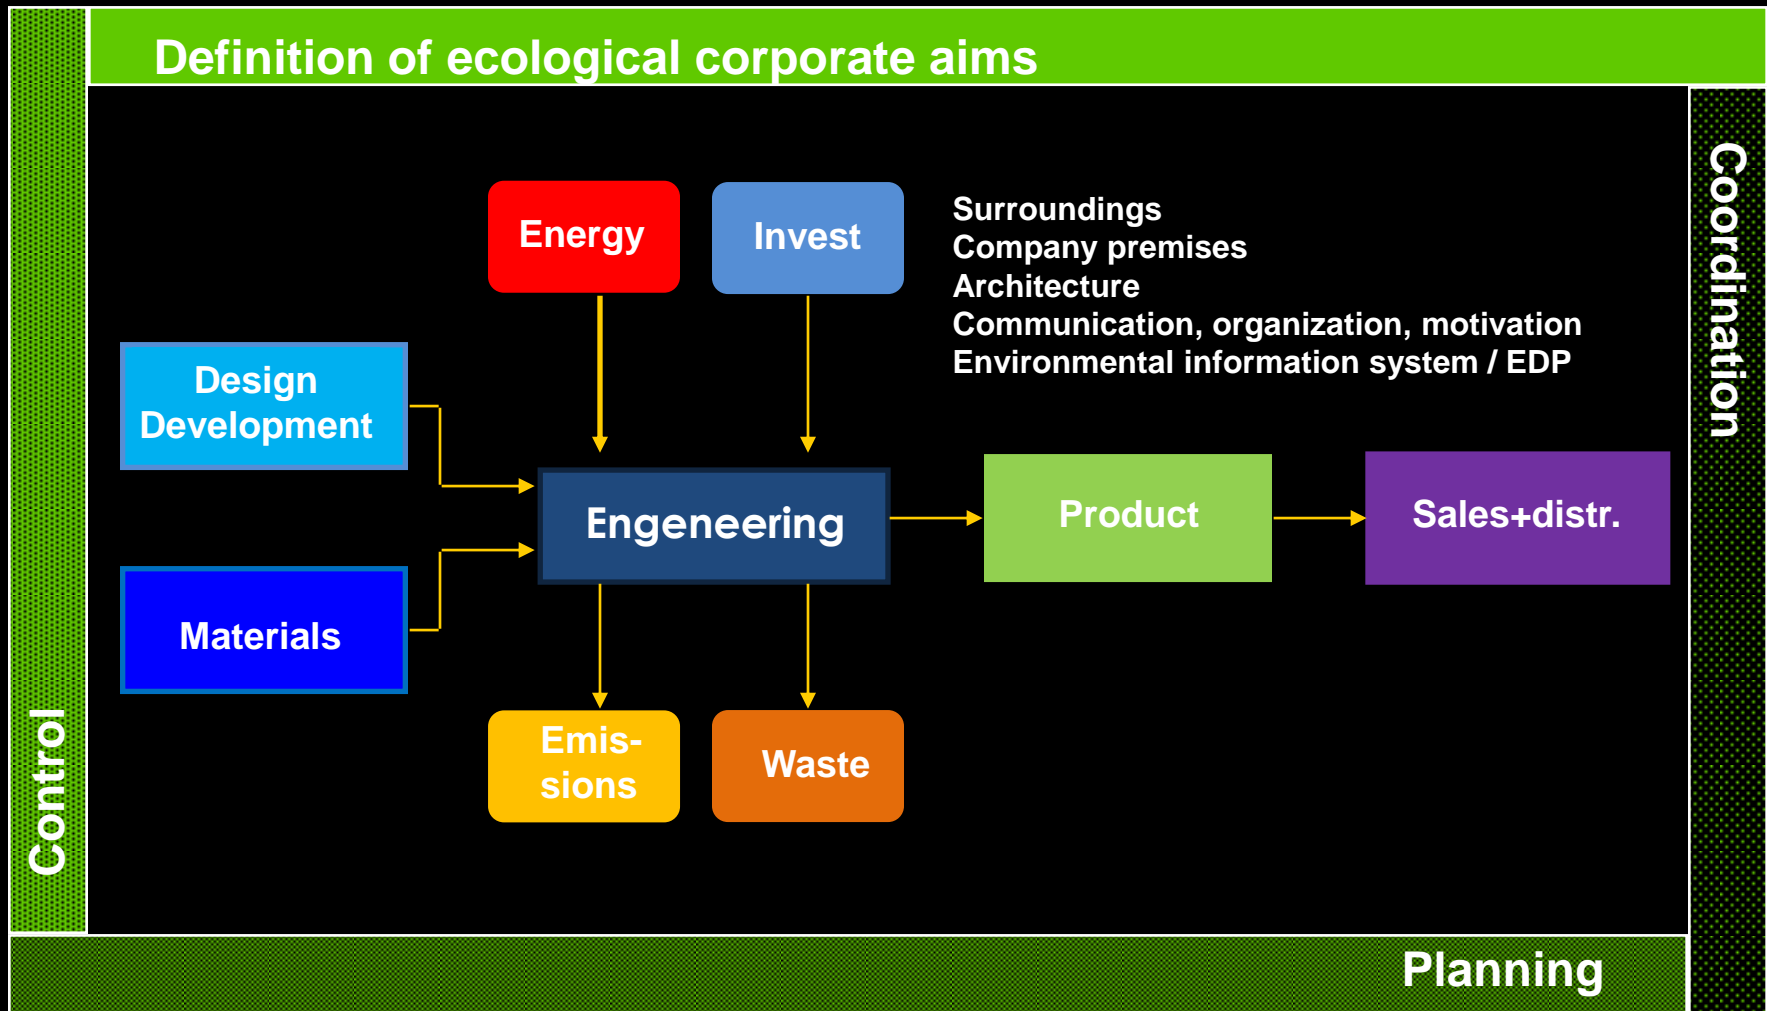 Definition of ecological corporate aims
Coordination
Energy
Invest
Surroundings
Company premises
Architecture
Communication, organization, motivation
Environmental information system / EDP
Design
Development
Engeneering
Product
Sales+distr.
Materials
Emis-
sions
Waste
Control
Planning